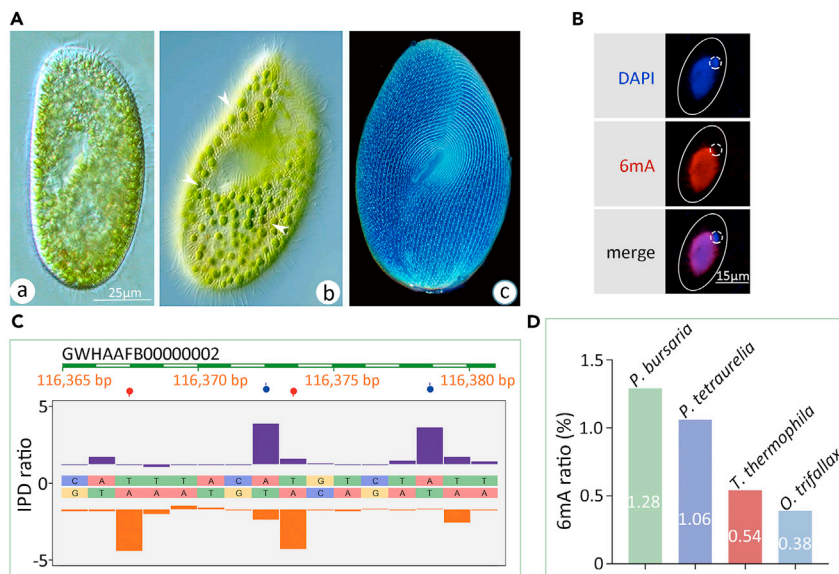 A
B
a
25μm
b
c
DAPI
6mA
merge
15μm
C
GWHAAFB00000002
116,365 bp 116,370 bp 116,375 bp 116,380 bp
5
0
-5
IPD ratio
C A T T T A C A T G T C T A T T
G T A A A T G T A C A G A T A A
D
1.5
1.0
0.5
0
6mA ratio (%)
P. bursaria
P. tetraurelia
T. thermophila
O. trifallax
1.28
1.06
0.54
0.38